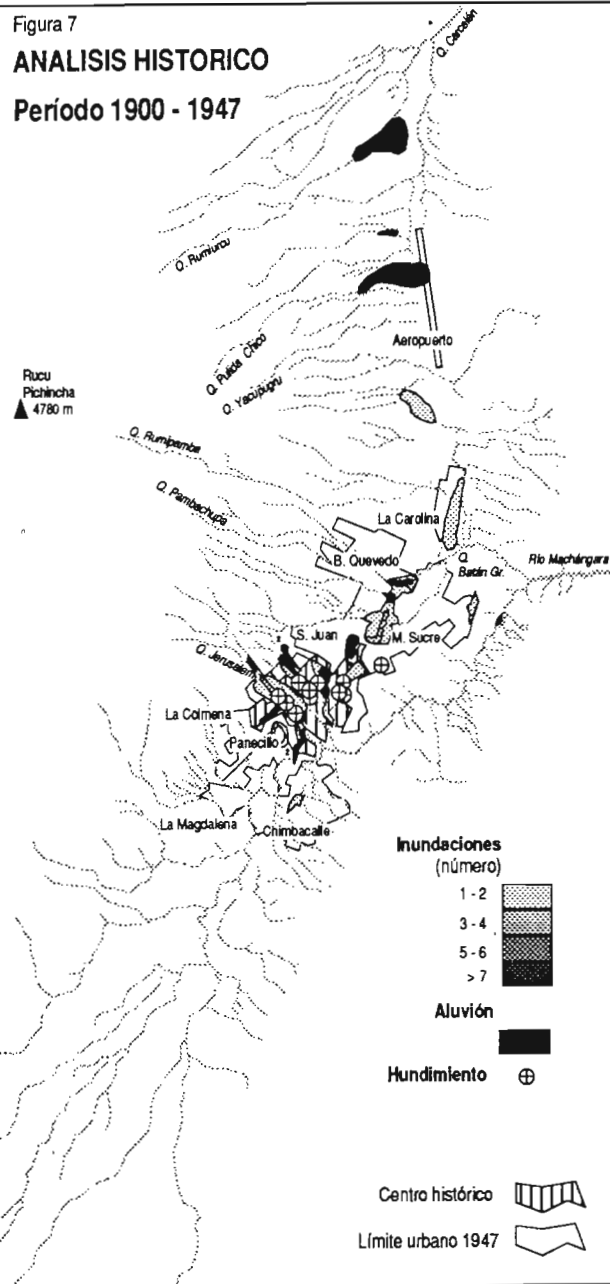 Figura 7
ANALISIS HISTORICO
Período 1900 - 1947
Q. Carcelén
Q. Rumiurcu
Aeropuerto
Q. Pulida Chico
Q. Yacupugru
Rucu
Pichincha
4780 m
Q. Rumipamba
Q. Pambachupa
La Carolina
B. Quevedo
Q.
Batán Gr.
Río Machángara
S. Juan
M. Sucre
Q. Jerusalem
La Colmena
Panecillo
La Magdalena
Chimbacalle
Inundaciones
(número)
1 - 2
3 - 4
5 - 6
> 7
Aluvión
Hundimiento
Centro histórico
Límite urbano 1947